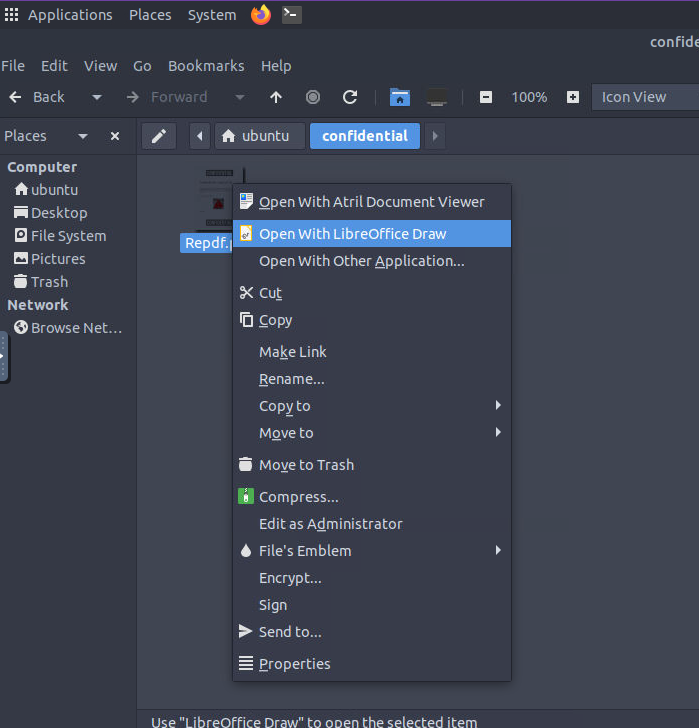 Applications Places System
confide
File Edit View Go Bookmarks Help
Back Forward 100% Icon View
Places
ubuntu confidential
Computer
ubuntu
Desktop
File System
Pictures
Trash
Network
Browse Net...
Repdf.
Open With Atril Document Viewer
Open With LibreOffice Draw
Open With Other Application...
Cut
Copy
Make Link
Rename...
Copy to
Move to
Move to Trash
Compress...
Edit as Administrator
File's Emblem
Encrypt...
Sign
Send to...
Properties
Use "LibreOffice Draw" to open the selected item